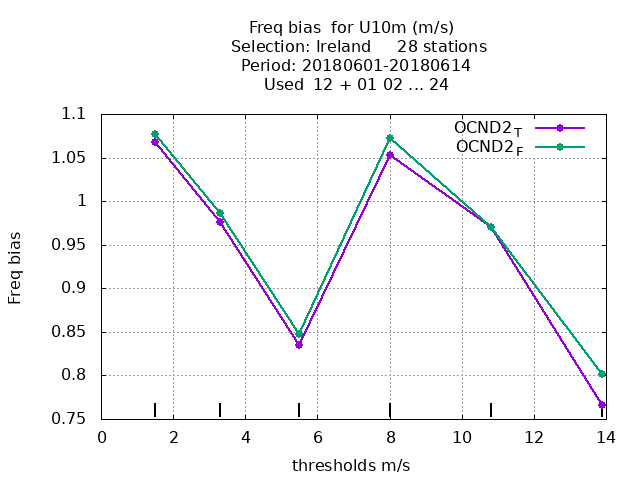 Freq bias  for U10m (m/s)
Selection: Ireland     28 stations
Period: 20180601-20180614
Used  12 + 01 02 ... 24
OCND2T
OCND2F
Freq bias
1.1
1.05
1
0.95
0.9
0.85
0.8
0.75
0 2 4 6 8 10 12 14
thresholds m/s